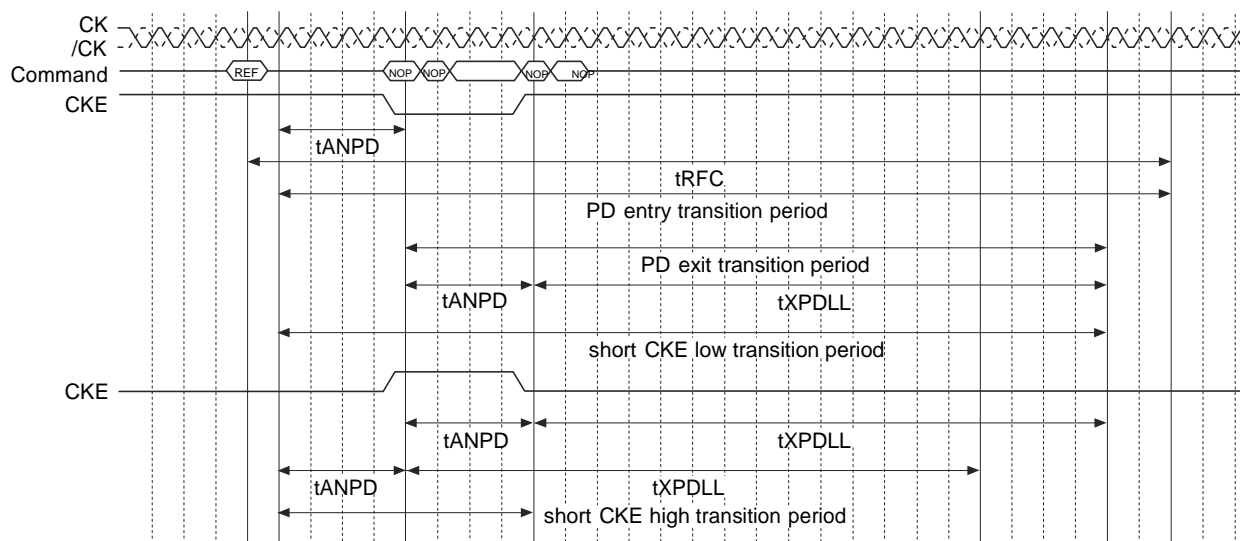 CK
/CK
Command REF NOP NOP NOP NOP
CKE
tANPD
tRFC
PD entry transition period
PD exit transition period
tANPD tXPDLL
short CKE low transition period
CKE
tANPD tXPDLL
tANPD tXPDLL
short CKE high transition period